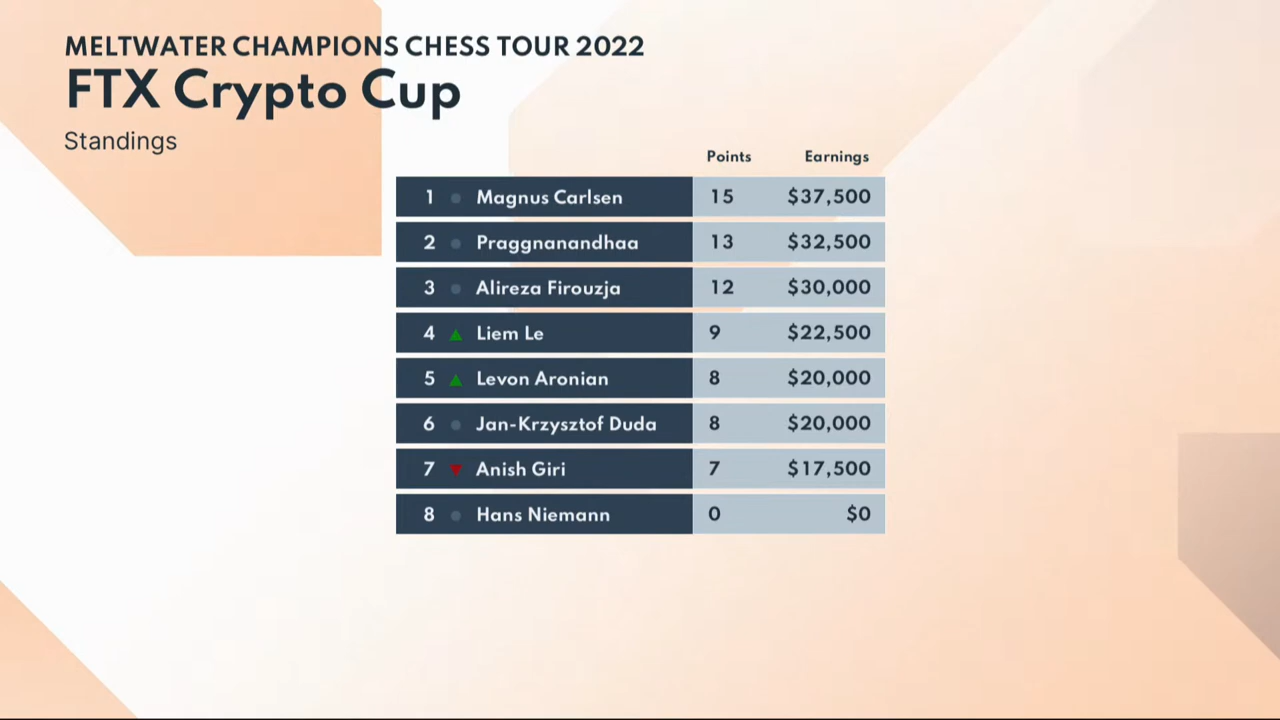 MELTWATER CHAMPIONS CHESS TOUR 2022
FTX Crypto Cup
Standings
Points Earnings
1 Magnus Carlsen 15 $37,500
2 Praggnanandhaa 13 $32,500
3 Alireza Firouzja 12 $30,000
4 Liem Le 9 $22,500
5 Levon Aronian 8 $20,000
6 Jan-Krzysztof Duda 8 $20,000
7 Anish Giri 7 $17,500
8 Hans Niemann 0 $0